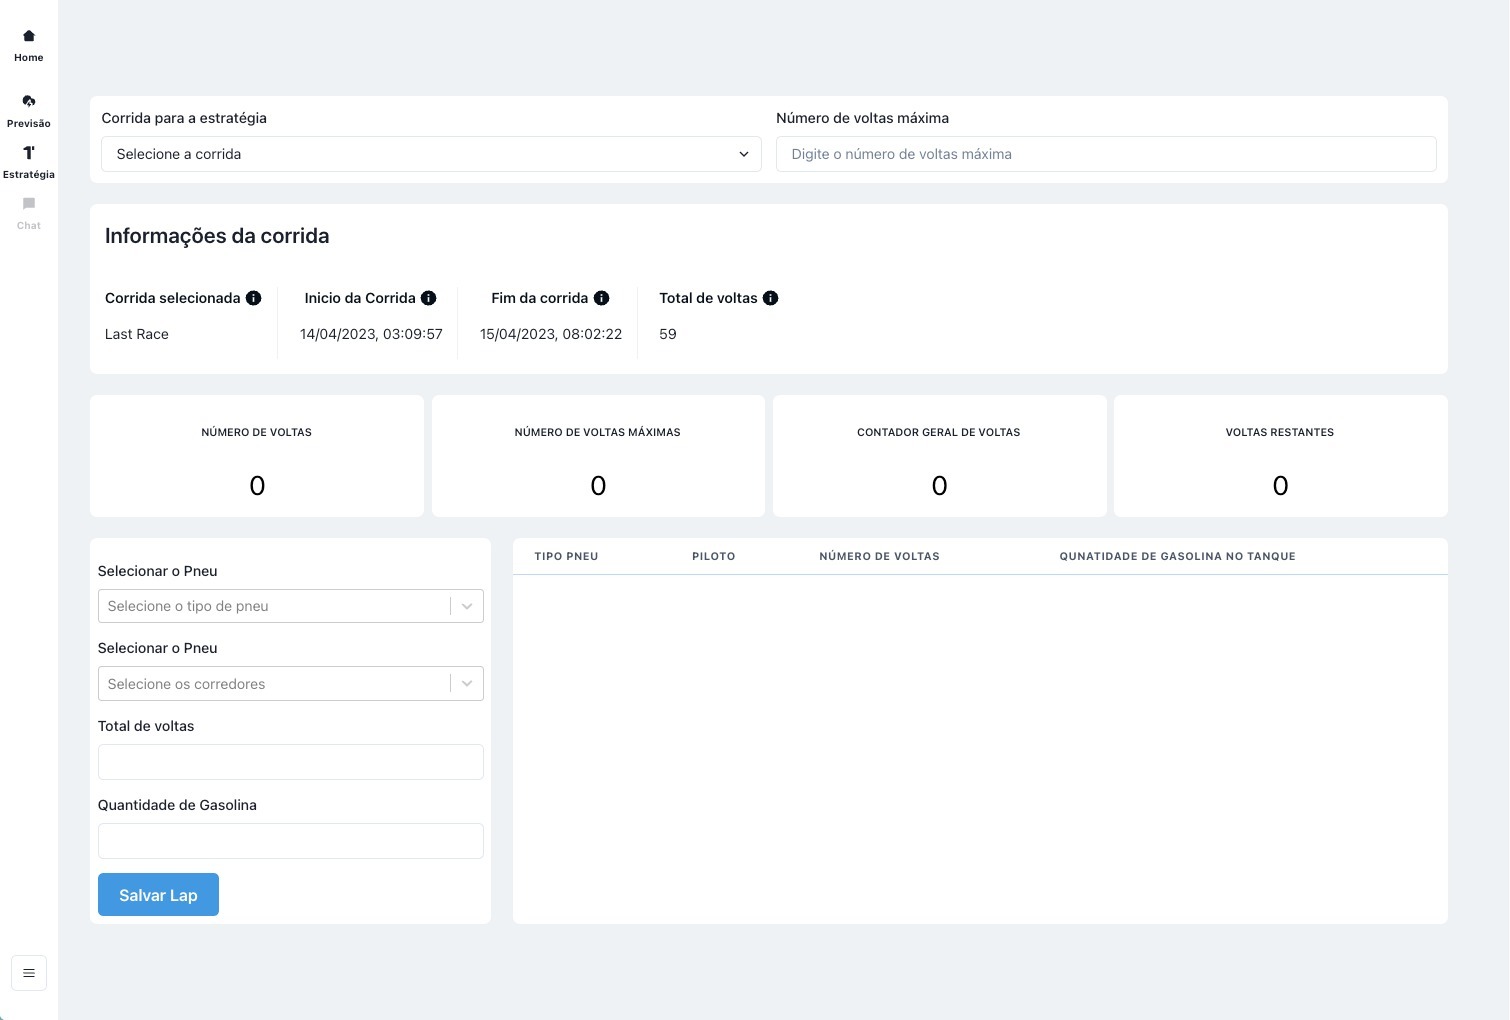 Home
Previsão
Estratégia
Chat
Corrida para a estratégia
Número de voltas máxima
Selecione a corrida
Digite o número de voltas máxima
Informações da corrida
Corrida selecionada
Inicio da Corrida
Fim da corrida
Total de voltas
Last Race
14/04/2023, 03:09:57
15/04/2023, 08:02:22
59
NÚMERO DE VOLTAS
NÚMERO DE VOLTAS MÁXIMAS
CONTADOR GERAL DE VOLTAS
VOLTAS RESTANTES
0
0
0
0
Selecionar o Pneu
Selecione o tipo de pneu
Selecionar o Pneu
Selecione os corredores
Total de voltas
Quantidade de Gasolina
Salvar Lap
TIPO PNEU
PILOTO
NÚMERO DE VOLTAS
QUNATIDADE DE GASOLINA NO TANQUE